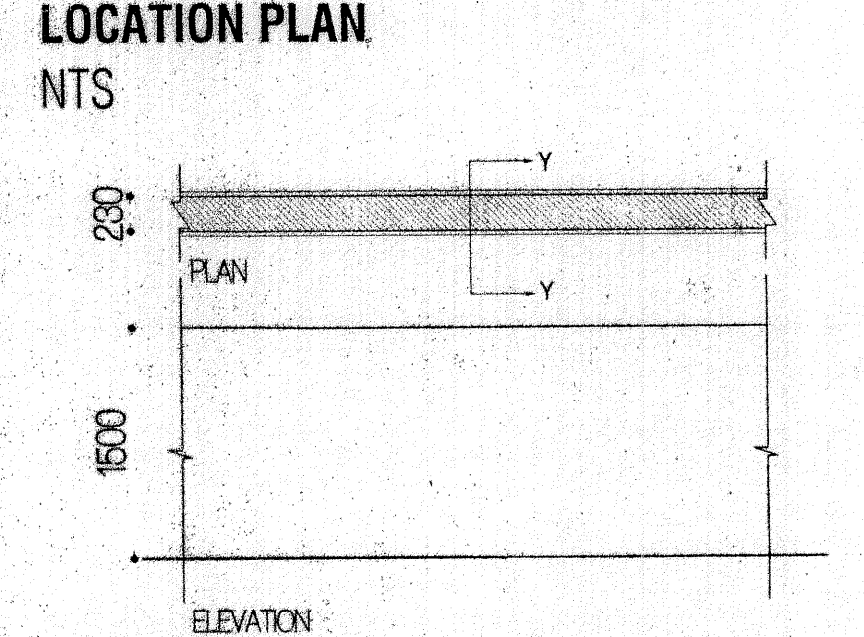 LOCATION PLAN
NTS
230
Y
PLAN
Y
1500
ELEVATION